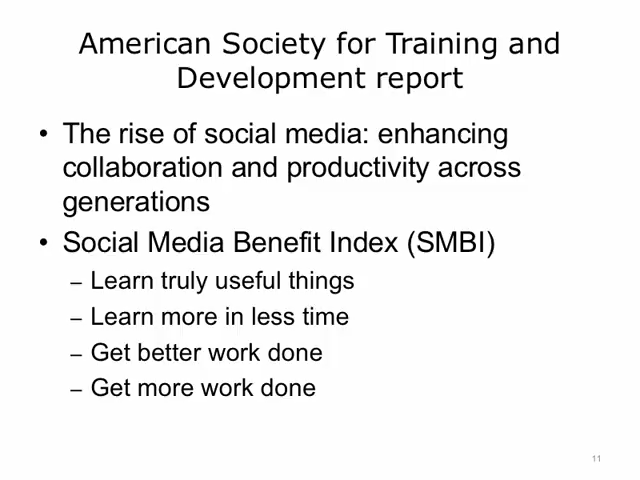 American Society for Training and
Development report
• The rise of social media: enhancing
collaboration and productivity across
generations
• Social Media Benefit Index (SMBI)
– Learn truly useful things
– Learn more in less time
– Get better work done
– Get more work done
11